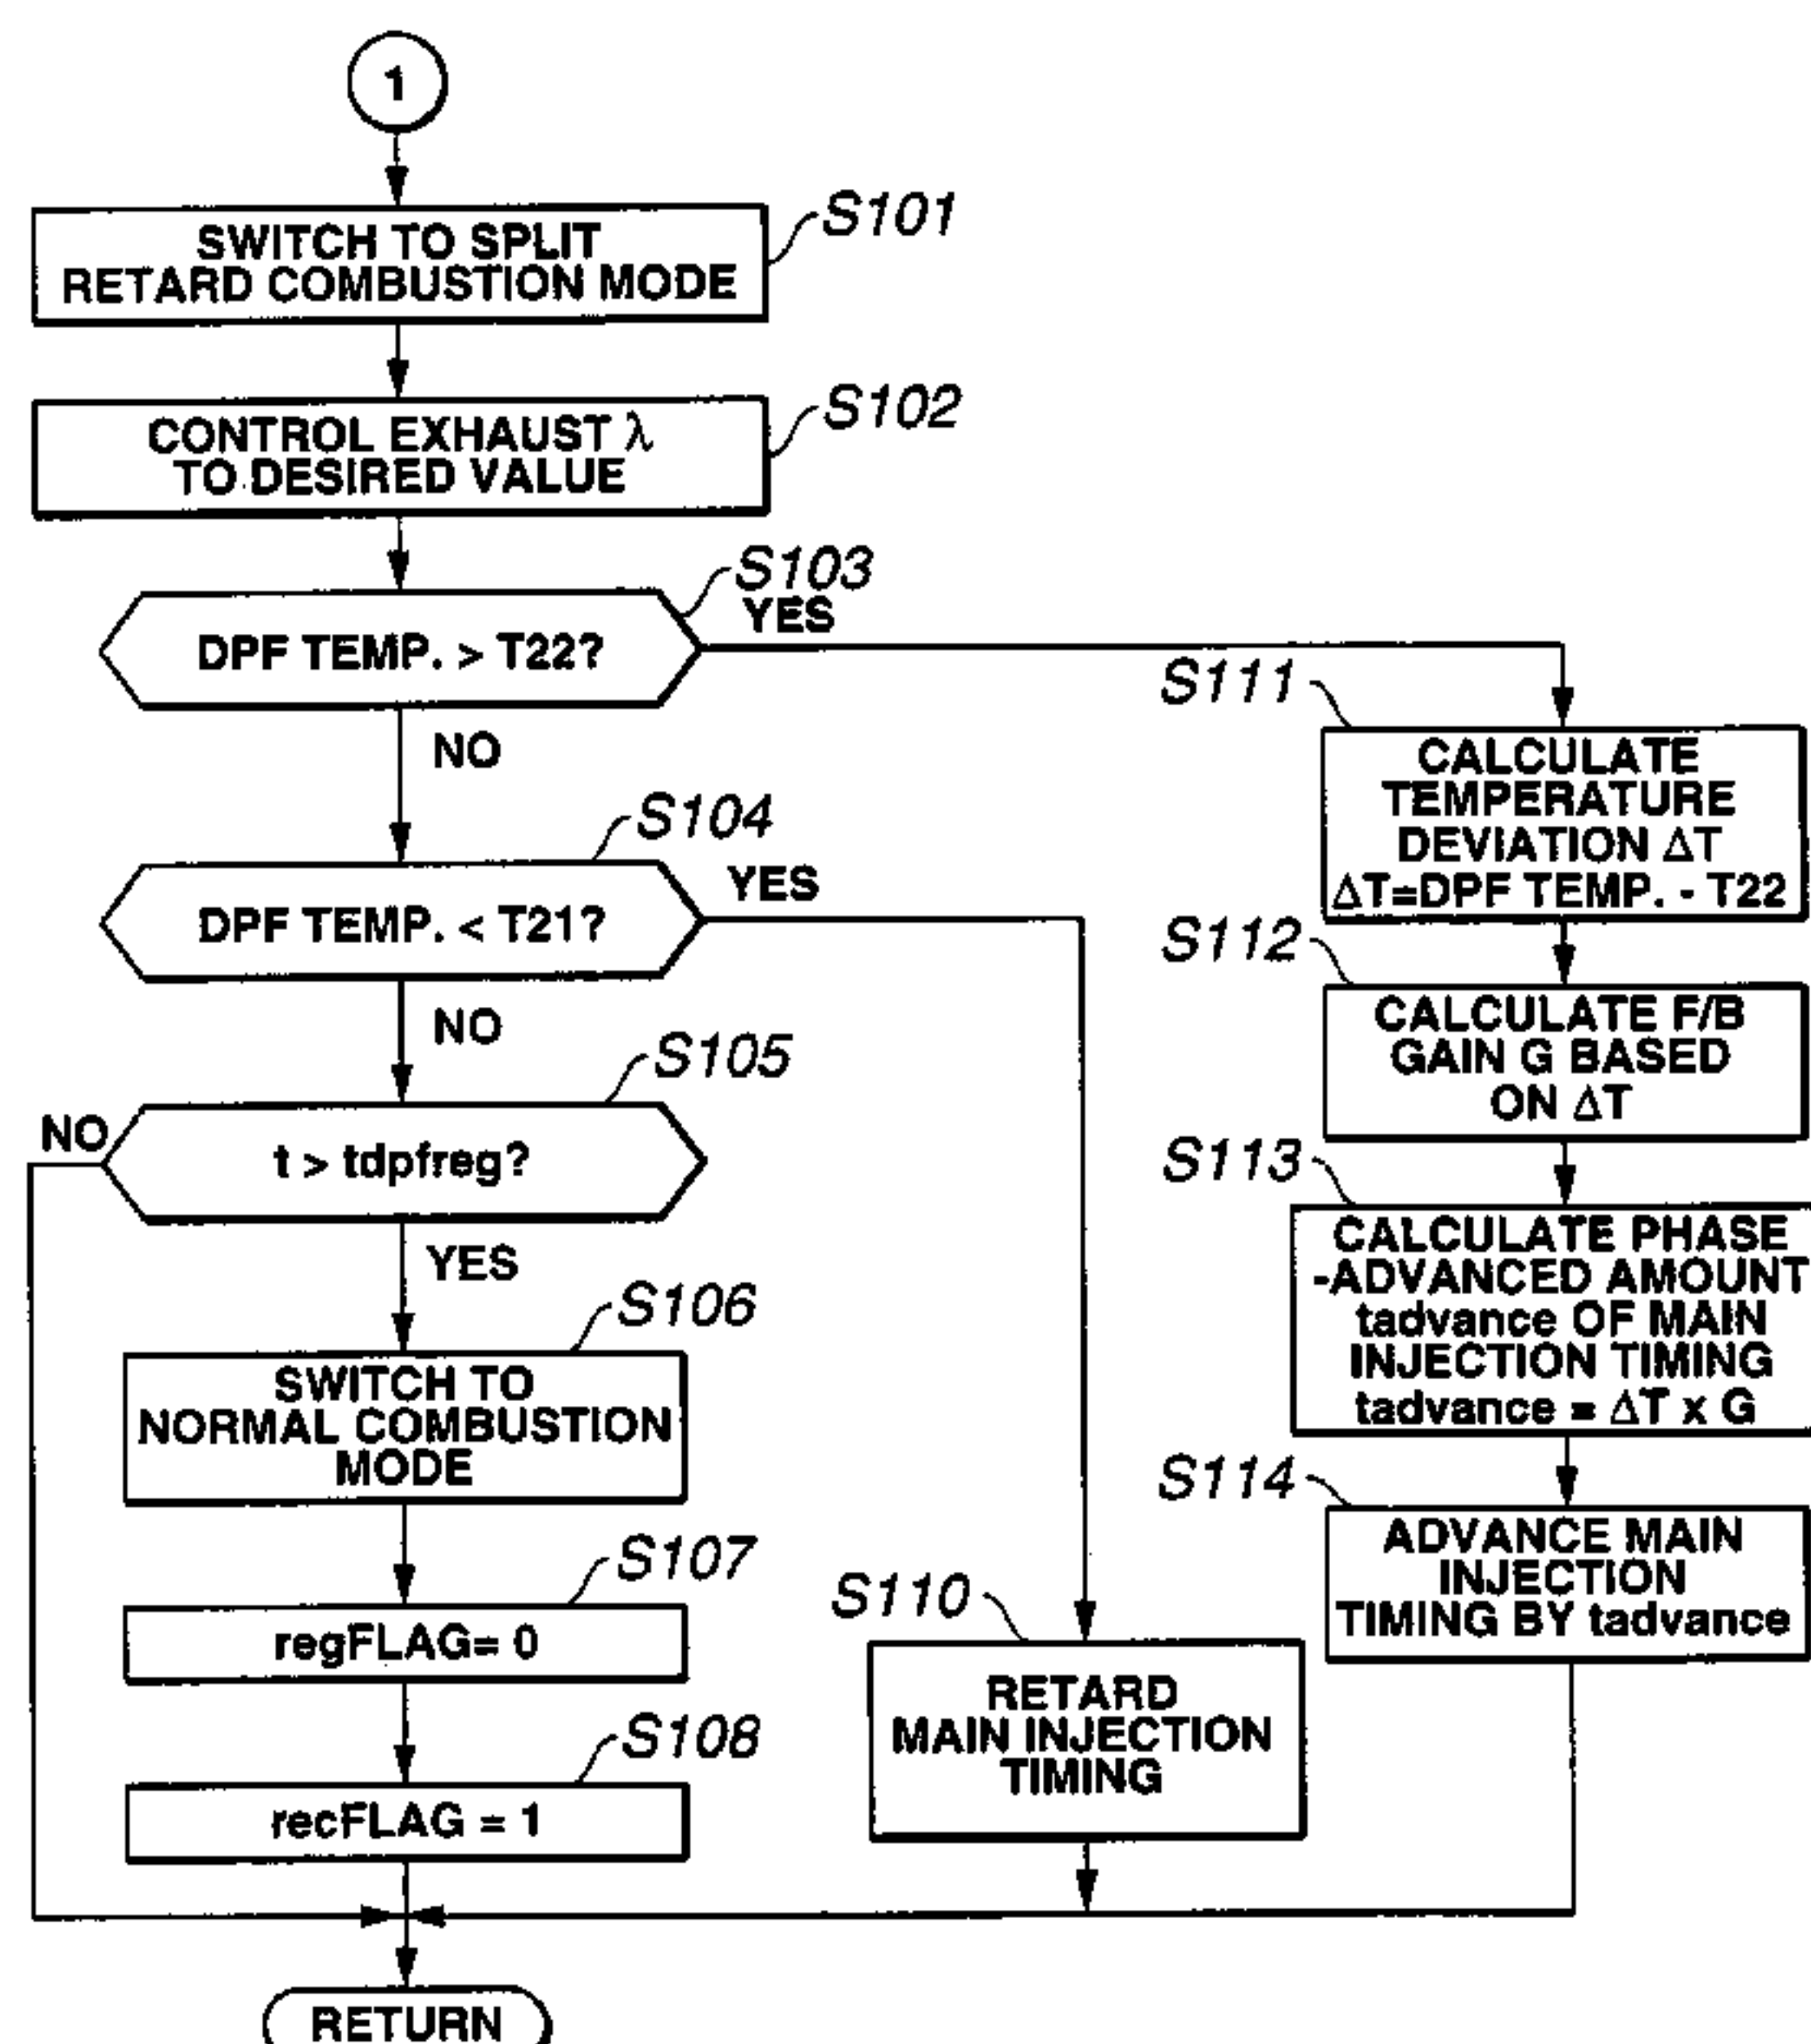 1
S101
SWITCH TO SPLIT
RETARD COMBUSTION MODE
S102
CONTROL EXHAUST λ
TO DESIRED VALUE
S103
DPF TEMP. > T22?
YES
NO
S104
DPF TEMP. < T21?
YES
NO
S105
t > tdpfreg?
NO
YES
S106
SWITCH TO
NORMAL COMBUSTION
MODE
S107
regFLAG= 0
S108
recFLAG = 1
S110
RETARD
MAIN INJECTION
TIMING
S111
CALCULATE
TEMPERATURE
DEVIATION ΔT
ΔT=DPF TEMP. - T22
S112
CALCULATE F/B
GAIN G BASED
ON ΔT
S113
CALCULATE PHASE
-ADVANCED AMOUNT
tadvance OF MAIN
INJECTION TIMING
tadvance = ΔT x G
S114
ADVANCE MAIN
INJECTION
TIMING BY tadvance
RETURN